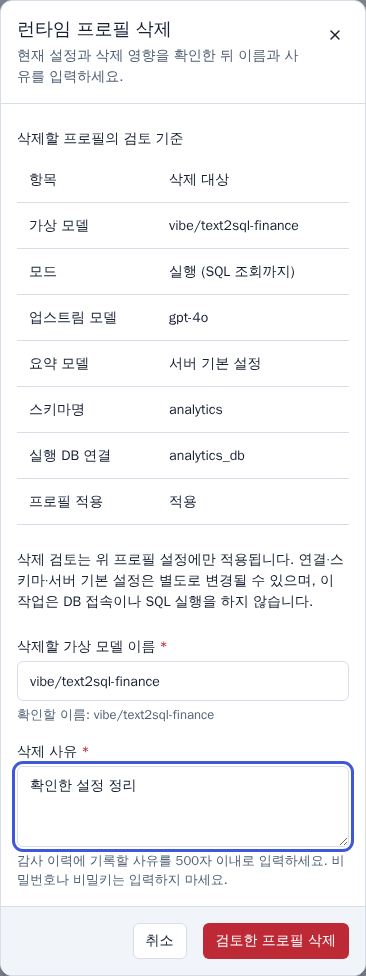 런타임 프로필 삭제
현재 설정과 삭제 영향을 확인한 뒤 이름과 사
유를 입력하세요.
삭제할 프로필의 검토 기준
항목 삭제 대상
가상 모델 vibe/text2sql-finance
모드 실행 (SQL 조회까지)
업스트림 모델 gpt-4o
요약 모델 서버 기본 설정
스키마명 analytics
실행 DB 연결 analytics_db
프로필 적용 적용
삭제 검토는 위 프로필 설정에만 적용됩니다. 연결·스
키마·서버 기본 설정은 별도로 변경될 수 있으며, 이
작업은 DB 접속이나 SQL 실행을 하지 않습니다.
삭제할 가상 모델 이름 *
vibe/text2sql-finance
확인할 이름: vibe/text2sql-finance
삭제 사유 *
확인한 설정 정리
감사 이력에 기록할 사유를 500자 이내로 입력하세요. 비
밀번호나 비밀키는 입력하지 마세요.
취소 검토한 프로필 삭제